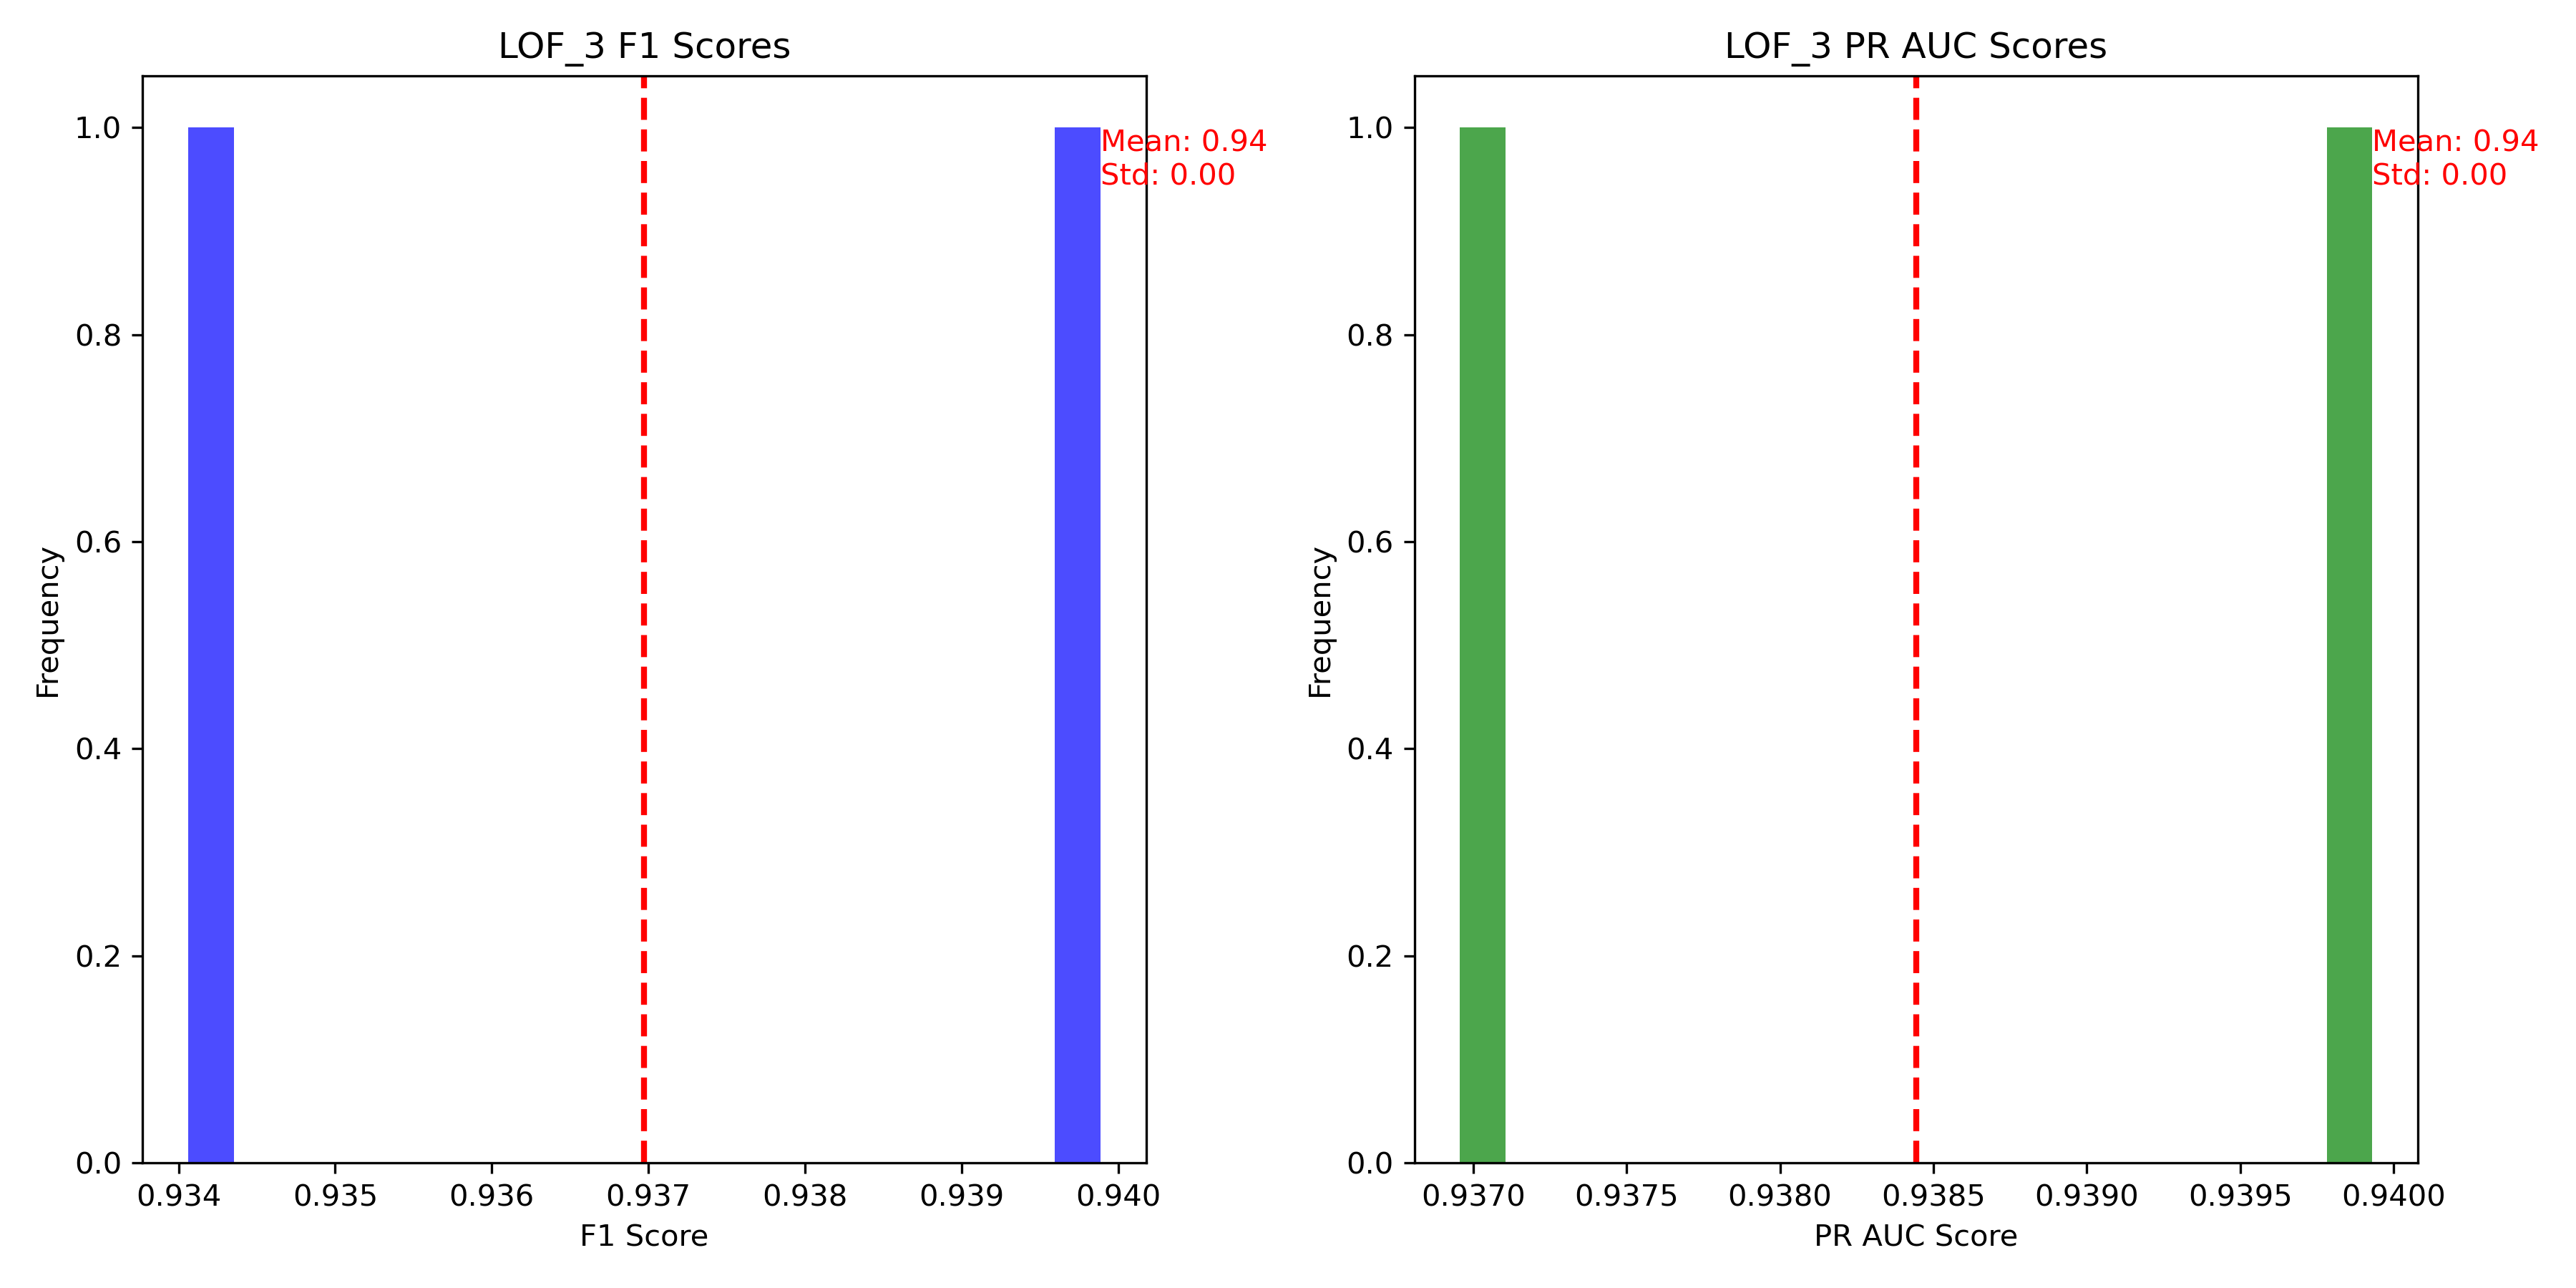 LOF_3 F1 Scores
1.0
0.8
0.6
0.4
0.2
0.0
Frequency
Mean: 0.94
Std: 0.00
0.934 0.935 0.936 0.937 0.938 0.939 0.940
F1 Score
LOF_3 PR AUC Scores
1.0
0.8
0.6
0.4
0.2
0.0
Frequency
Mean: 0.94
Std: 0.00
0.9370 0.9375 0.9380 0.9385 0.9390 0.9395 0.9400
PR AUC Score